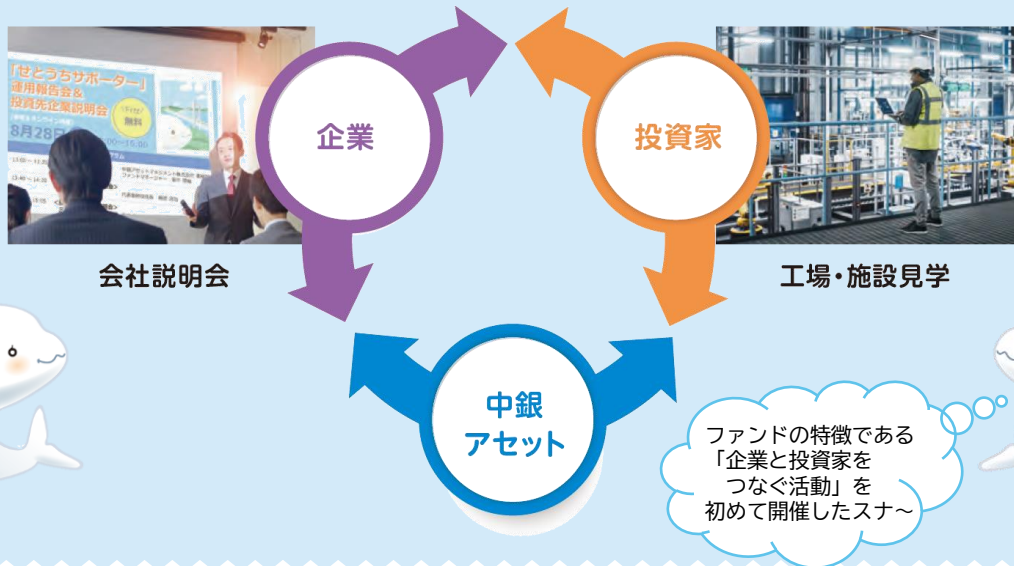 「せとうちサポーター」
運用報告会&
投資先企業説明会
無料
8月28日
企業
投資家
会社説明会
工場・施設見学
中銀
アセット
ファンドの特徴である
「企業と投資家を
つなぐ活動」を
初めて開催したスナ〜